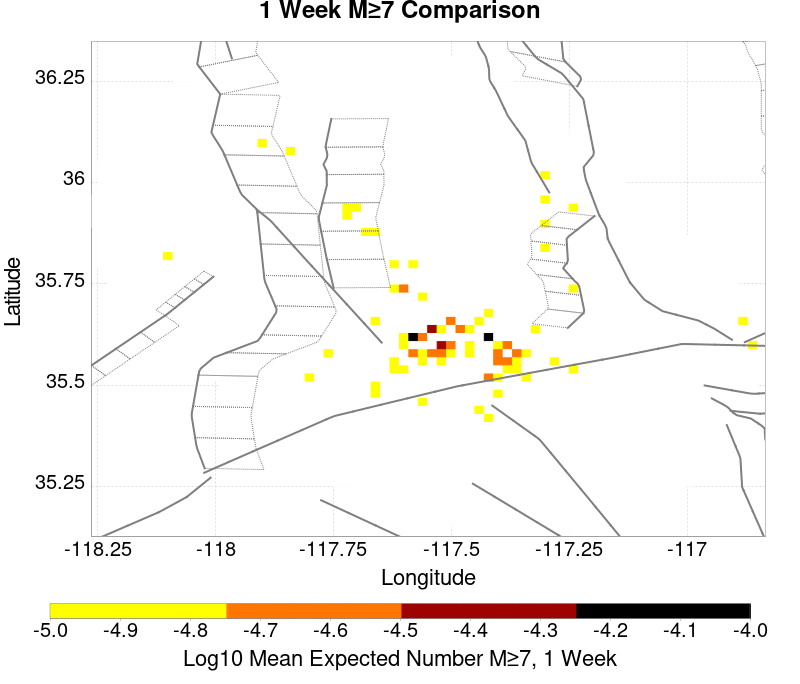 1 Week M≥7 Comparison
36.25
36
35.75
35.5
35.25
Latitude
-118.25 -118 -117.75 -117.5 -117.25 -117
Longitude
-5.0 -4.9 -4.8 -4.7 -4.6 -4.5 -4.4 -4.3 -4.2 -4.1 -4.0
Log10 Mean Expected Number M≥7, 1 Week